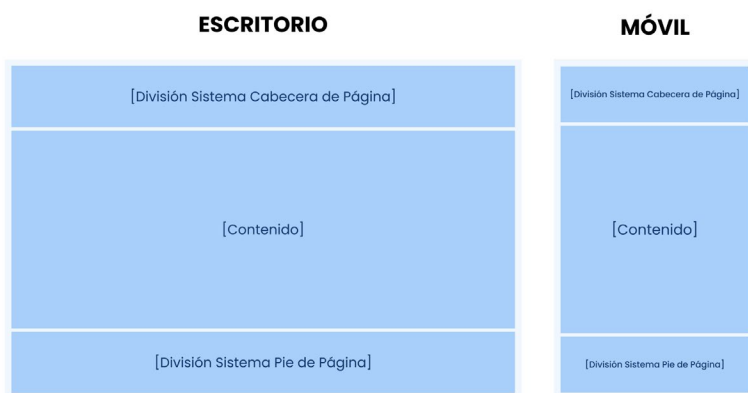 ESCRITORIO
[División Sistema Cabecera de Página]
[Contenido]
[División Sistema Pie de Página]
MÓVIL
[División Sistema Cabecera de Página]
[Contenido]
[División Sistema Pie de Página]